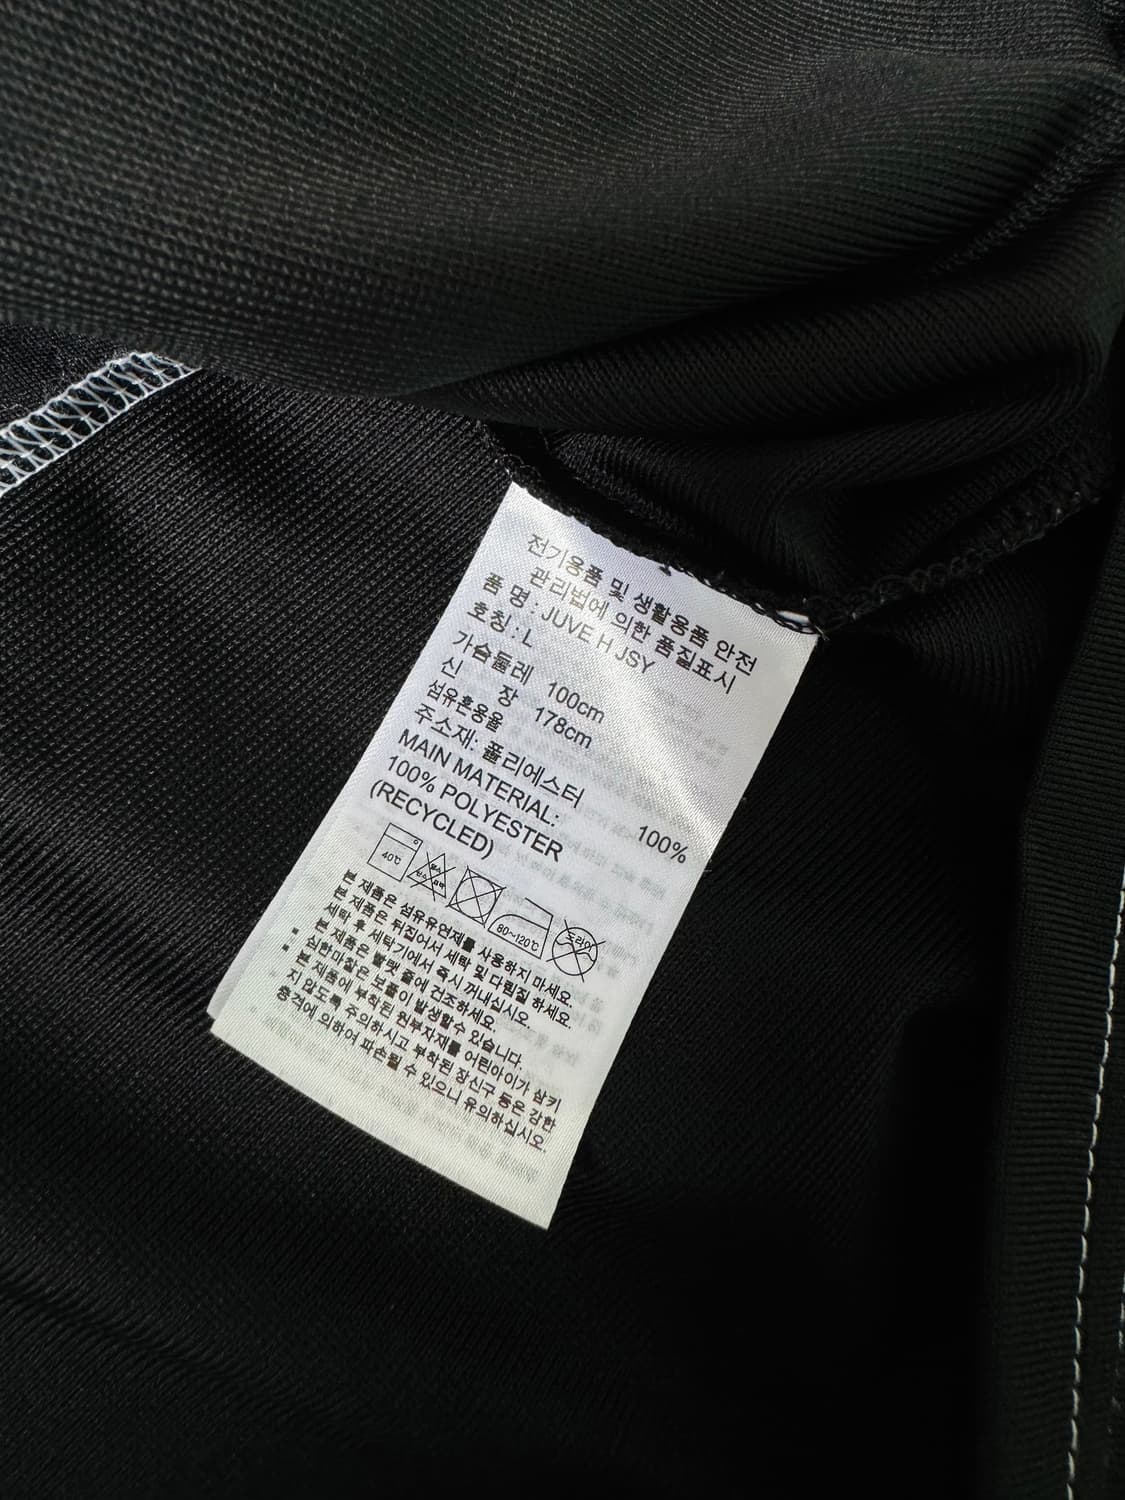 전기용품 및 생활용품 안전
관리법에 의한 품질표시
품 명 : JUVE H JSY
호칭 : L
가슴둘레 100cm
신 장 178cm
섬유혼용율
주소재: 폴리에스터 100%
MAIN MATERIAL:
100% POLYESTER
(RECYCLED)
40℃ 80~120℃ 드라이
본 제품은 섬유유연제를 사용하지 마세요.
본 제품은 뒤집어서 세탁 및 다림질 하세요.
세탁 후 세탁기에서 즉시 꺼내십시오.
* 본 제품은 땡볕 줄에 건조하세요.
* 심한마찰은 보풀이 발생할수 있습니다.
본 제품에 부착된 원부자재를 어린아이가 삼키
지 않도록 주의하시고 부착된 장신구 등은 강한
충격에 의하여 파손될 수 있으니 유의하십시오.